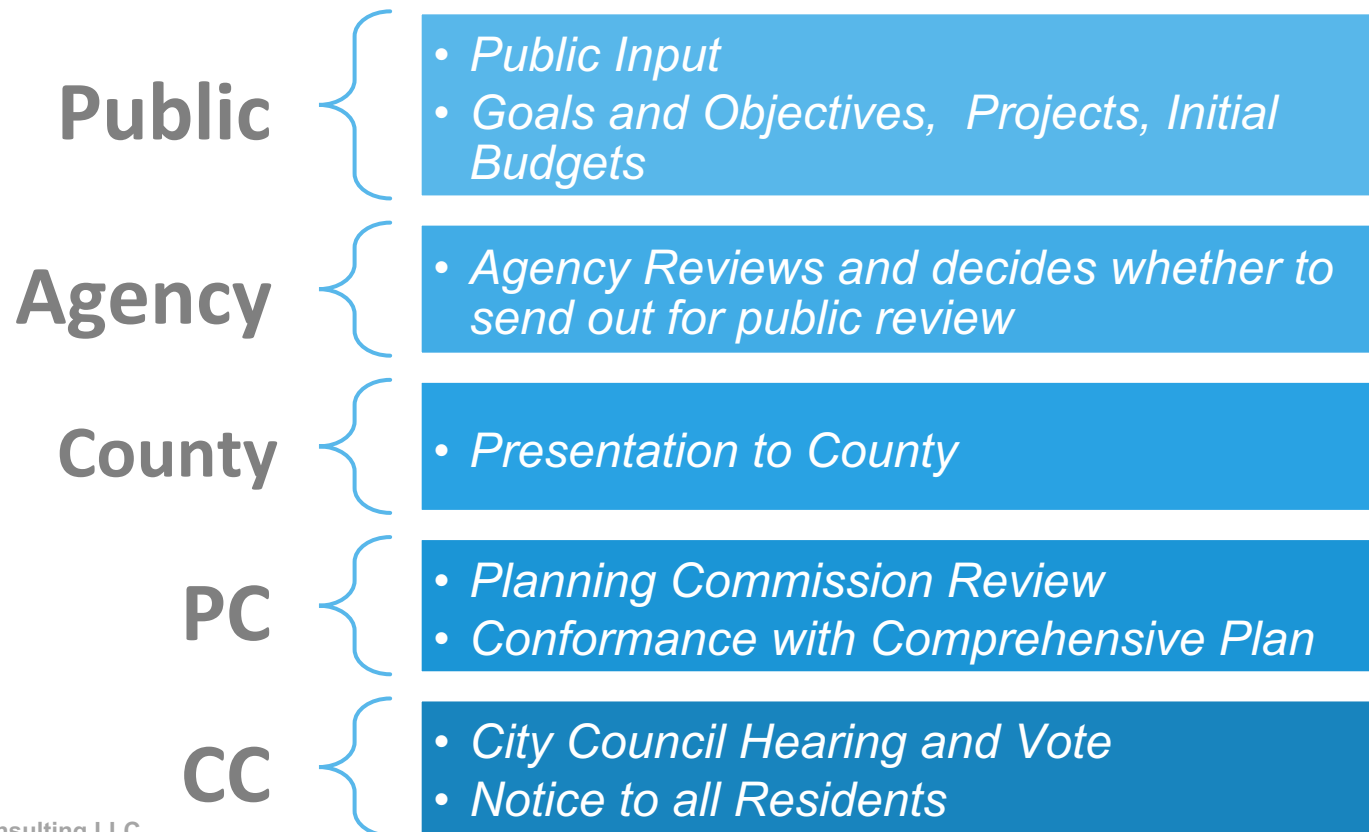 Public
• Public Input
• Goals and Objectives, Projects, Initial
Budgets
Agency
• Agency Reviews and decides whether to
send out for public review
County
• Presentation to County
PC
• Planning Commission Review
• Conformance with Comprehensive Plan
CC
• City Council Hearing and Vote
• Notice to all Residents
LLC